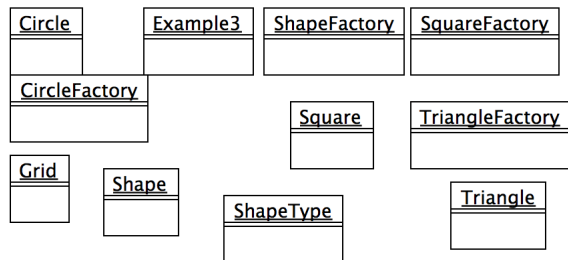 Circle
Example3
ShapeFactory
SquareFactory
CircleFactory
Square
TriangleFactory
Grid
Shape
ShapeType
Triangle